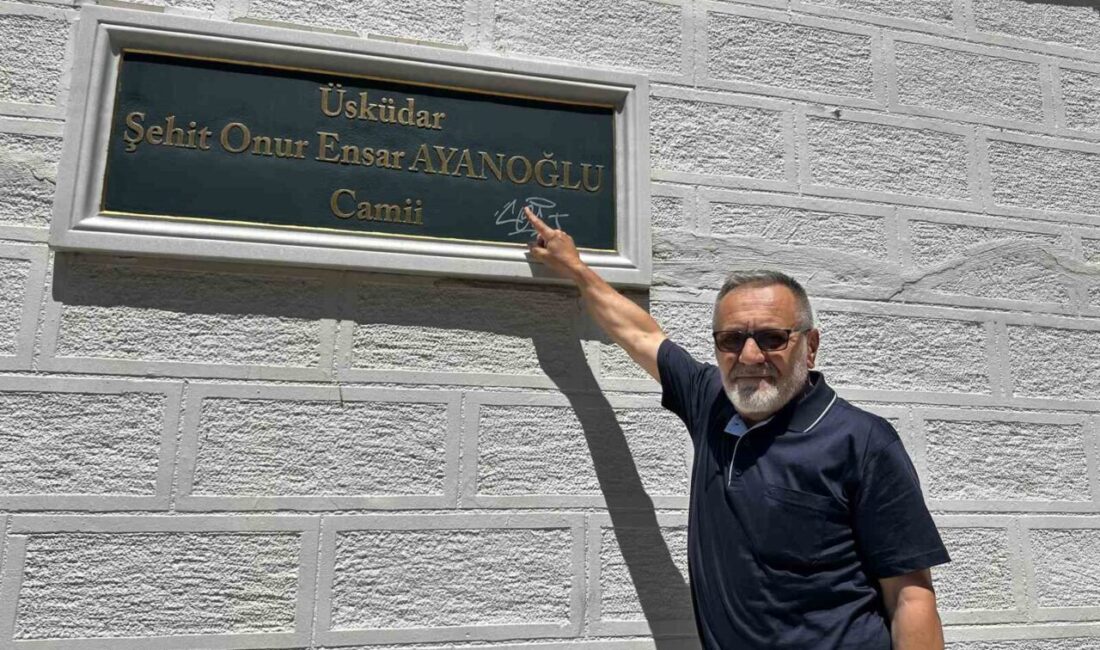 Üsküdar
Şehit Onur Ensar AYANOĞLU
Camii